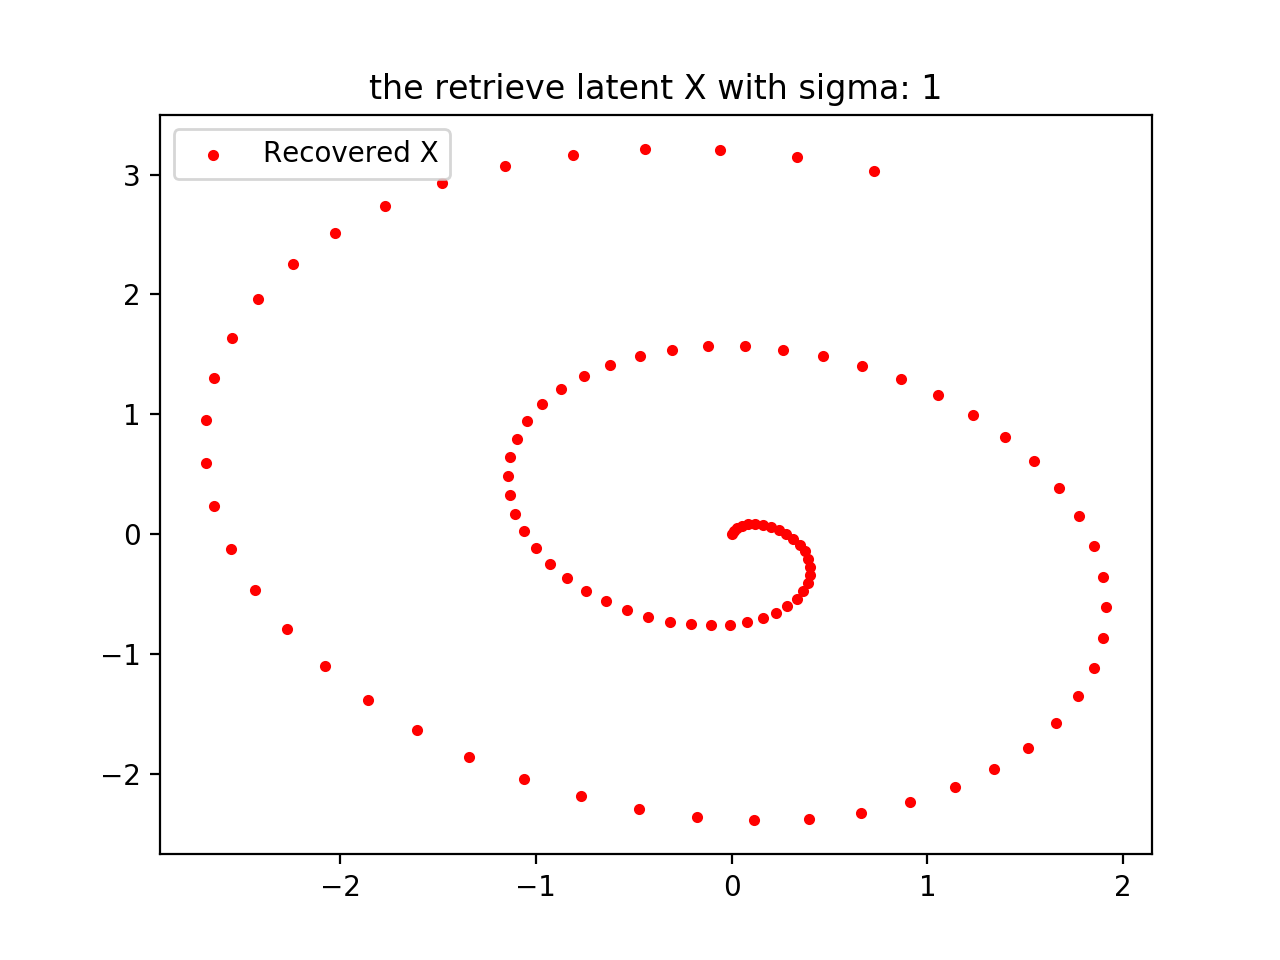 the retrieve latent X with sigma: 1
Recovered X
3
2
1
0
−1
−2
−2 −1 0 1 2